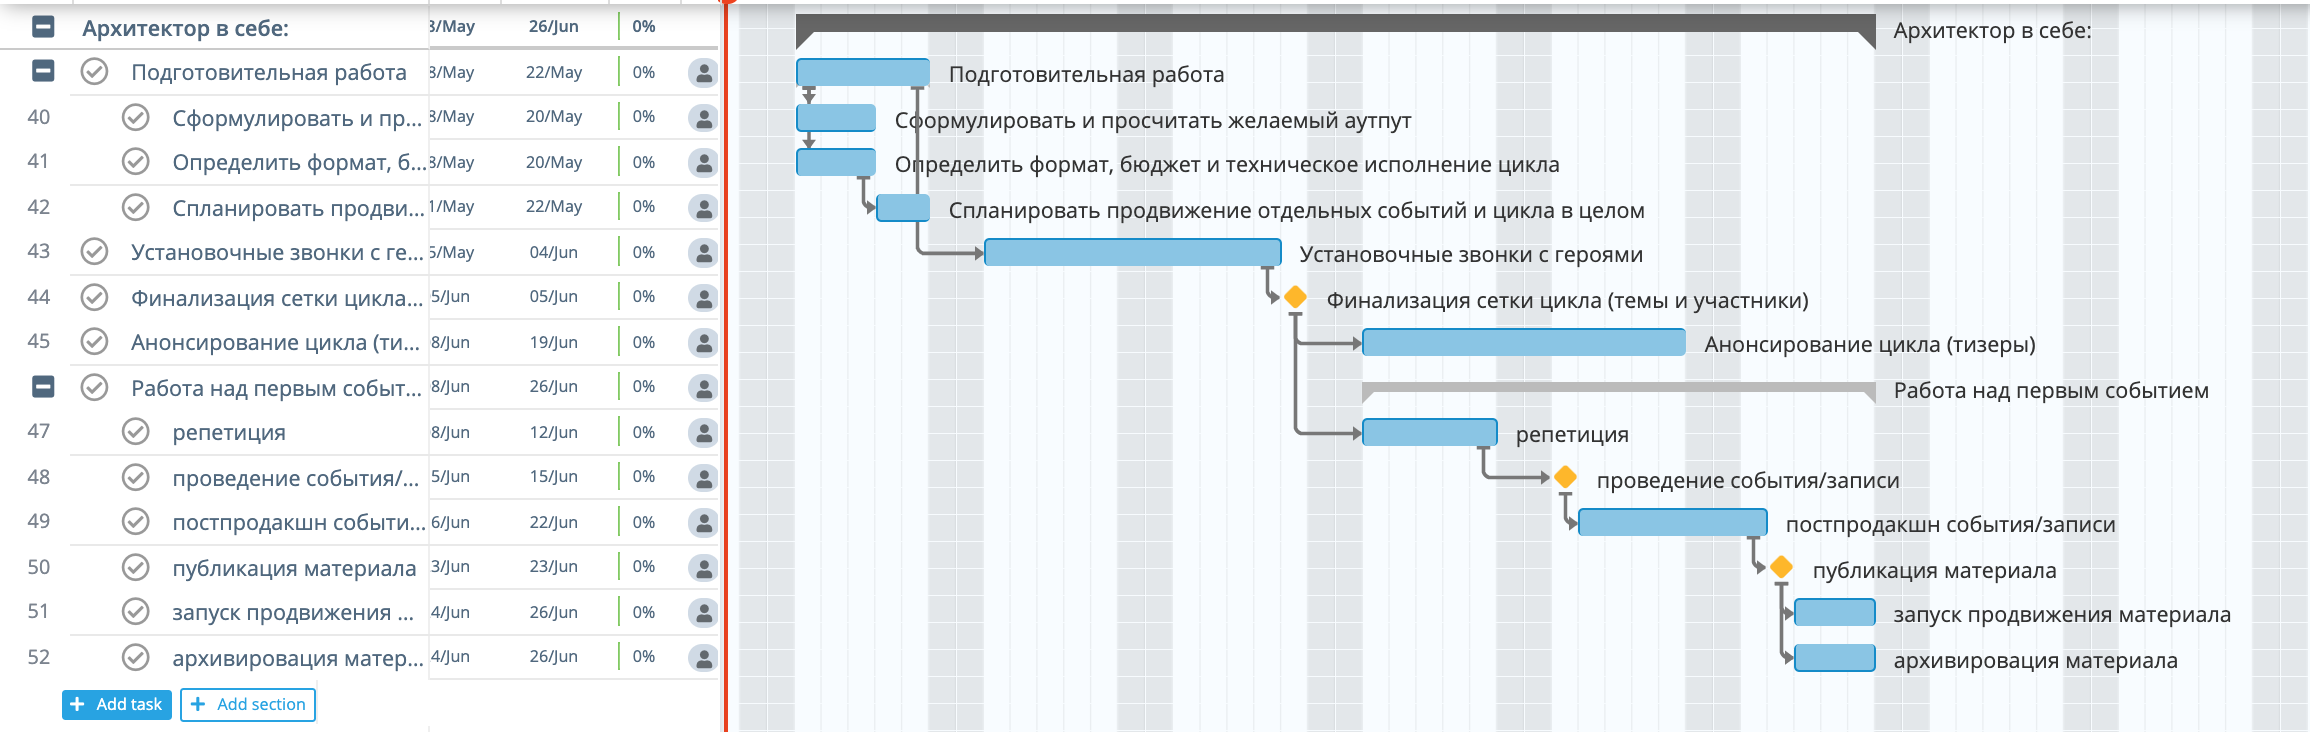 Архитектор в себе: 3/May 26/Jun 0% Архитектор в себе:
Подготовительная работа 8/May 22/May 0% Подготовительная работа
40 Сформулировать и пр... 8/May 20/May 0% Сформулировать и просчитать желаемый аутпут
41 Определить формат, б... 8/May 20/May 0% Определить формат, бюджет и техническое исполнение цикла
42 Спланировать продви... 1/May 22/May 0% Спланировать продвижение отдельных событий и цикла в целом
43 Установочные звонки с ге... 5/May 04/Jun 0% Установочные звонки с героями
44 Финализация сетки цикла... 5/Jun 05/Jun 0% Финализация сетки цикла (темы и участники)
45 Анонсирование цикла (ти... 8/Jun 19/Jun 0% Анонсирование цикла (тизеры)
Работа над первым событ... 8/Jun 26/Jun 0% Работа над первым событием
47 репетиция 8/Jun 12/Jun 0% репетиция
48 проведение события/... 5/Jun 15/Jun 0% проведение события/записи
49 постпродакшн событи... 6/Jun 22/Jun 0% постпродакшн события/записи
50 публикация материала 3/Jun 23/Jun 0% публикация материала
51 запуск продвижения ... 4/Jun 26/Jun 0% запуск продвижения материала
52 архивировация матер... 4/Jun 26/Jun 0% архивировация материала
Add task Add section